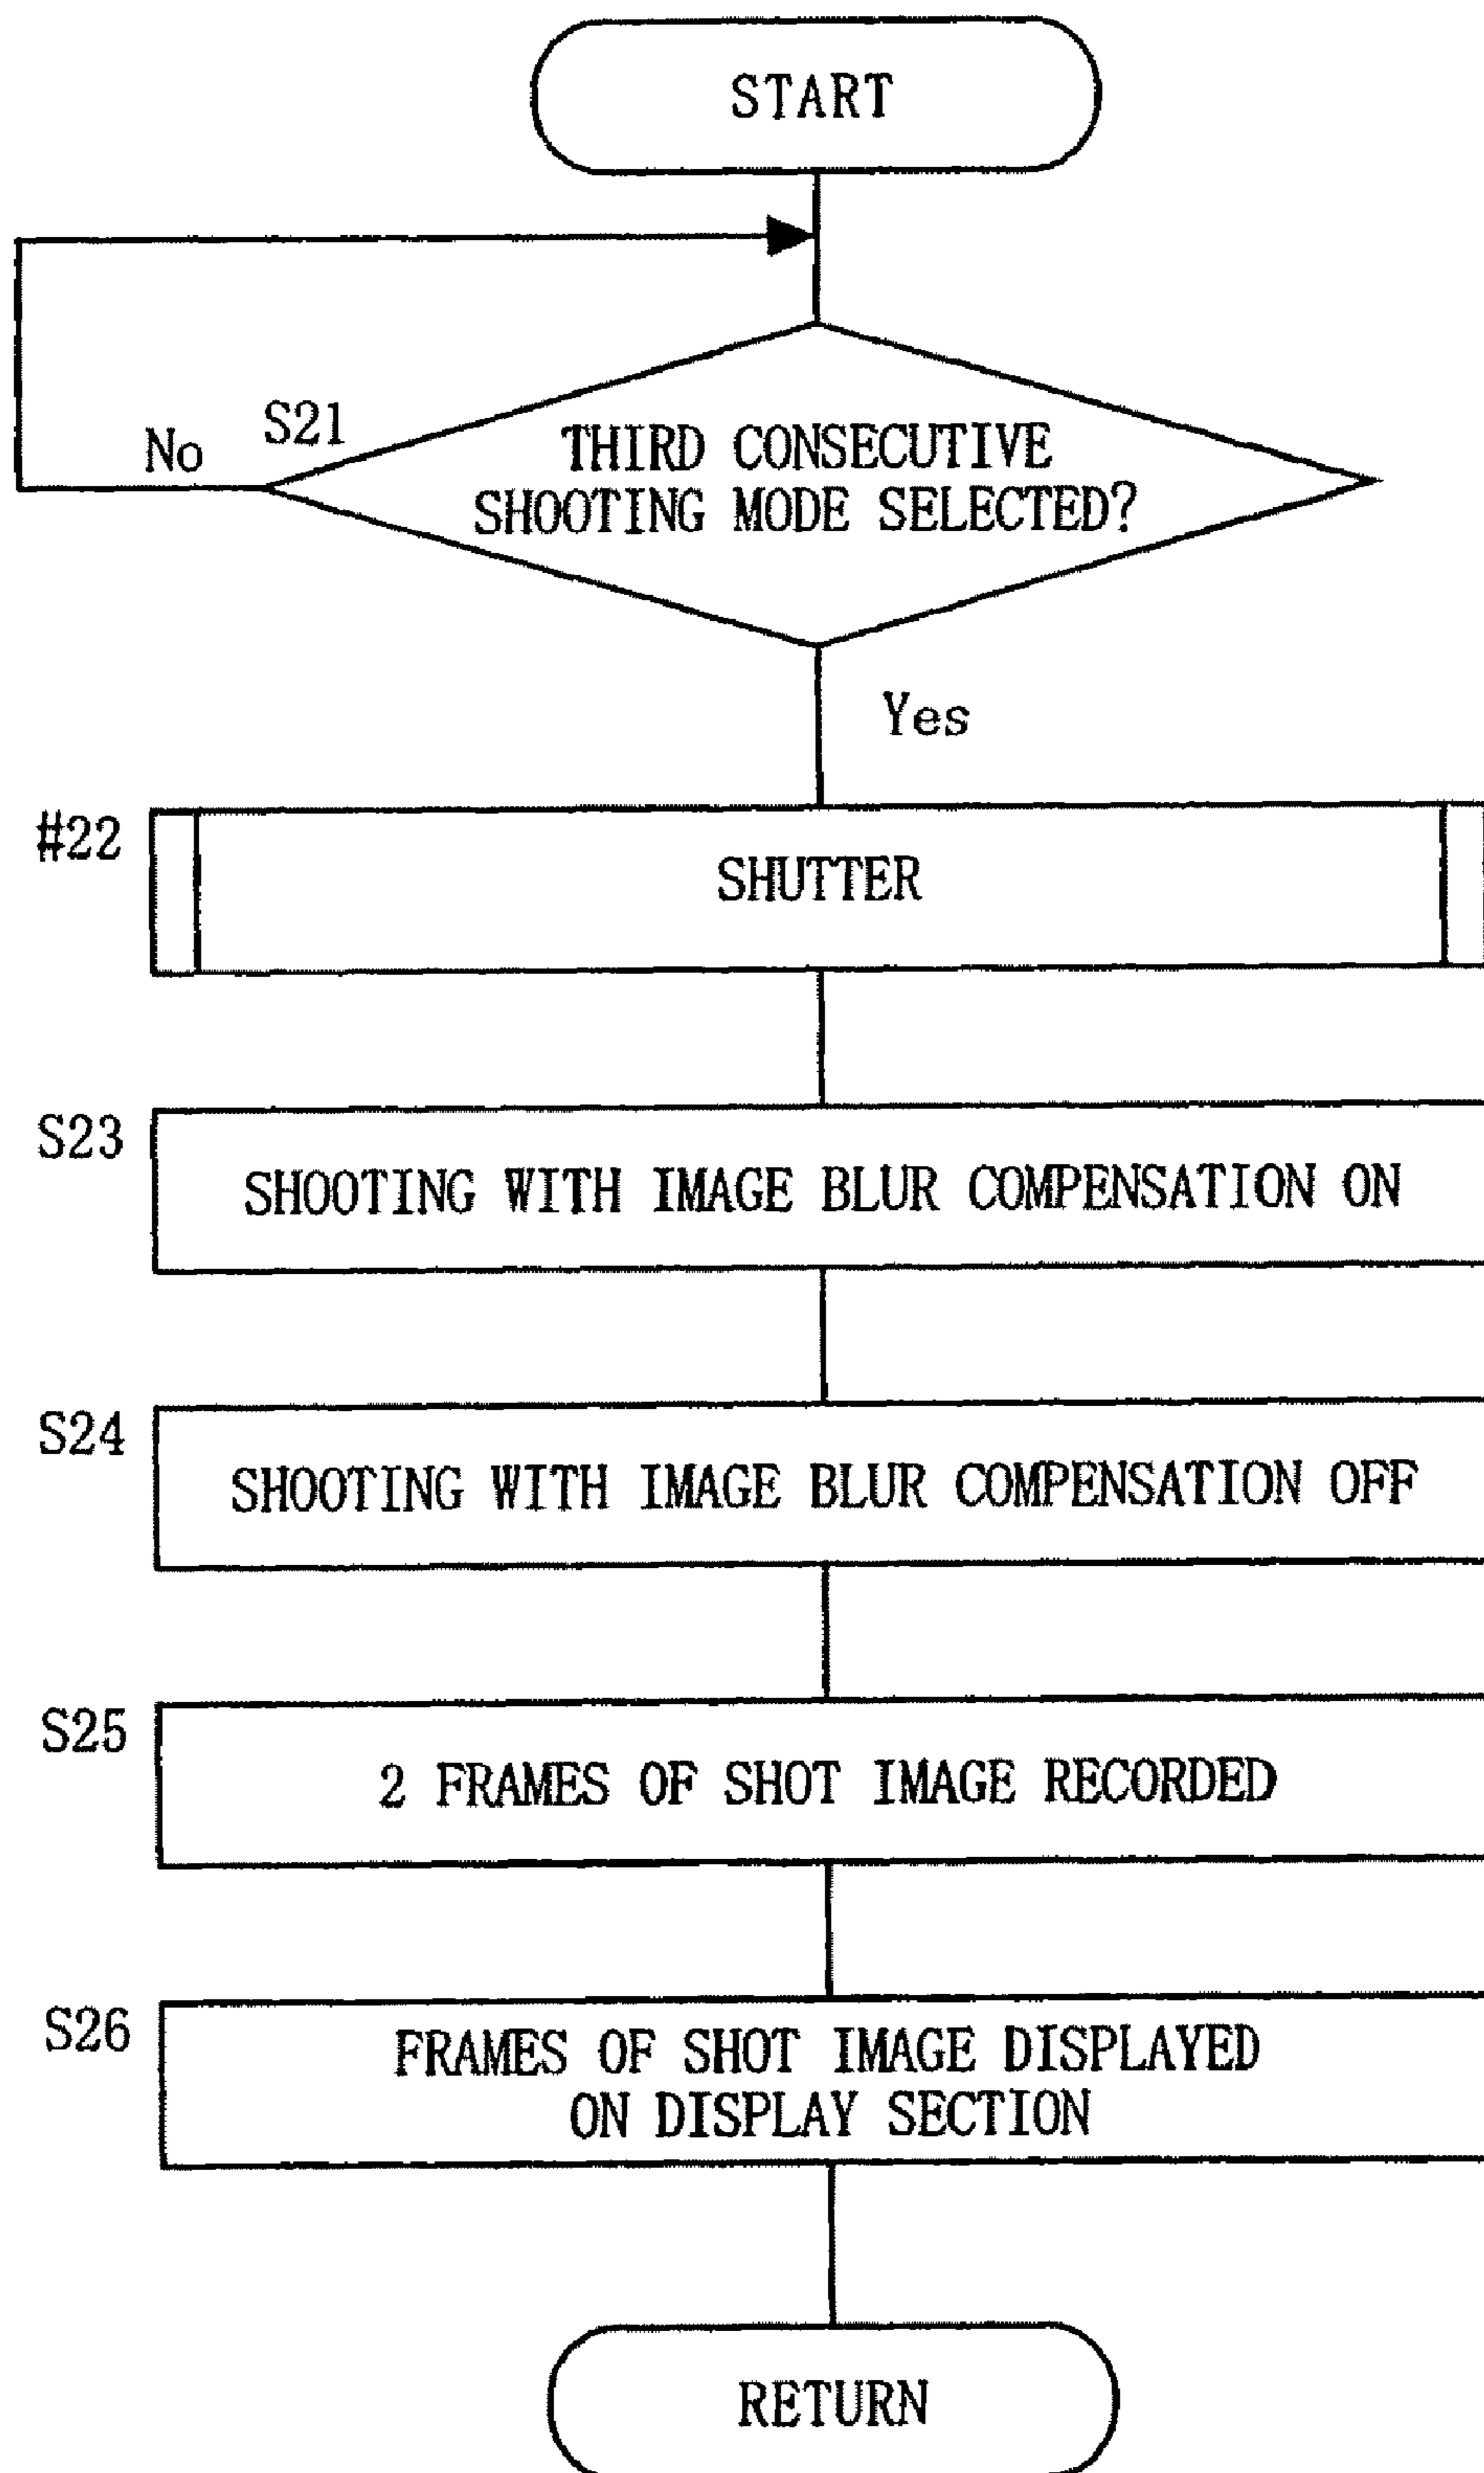 START
No
S21
THIRD CONSECUTIVE
SHOOTING MODE SELECTED?
Yes
#22
SHUTTER
S23
SHOOTING WITH IMAGE BLUR COMPENSATION ON
S24
SHOOTING WITH IMAGE BLUR COMPENSATION OFF
S25
2 FRAMES OF SHOT IMAGE RECORDED
S26
FRAMES OF SHOT IMAGE DISPLAYED
ON DISPLAY SECTION
RETURN